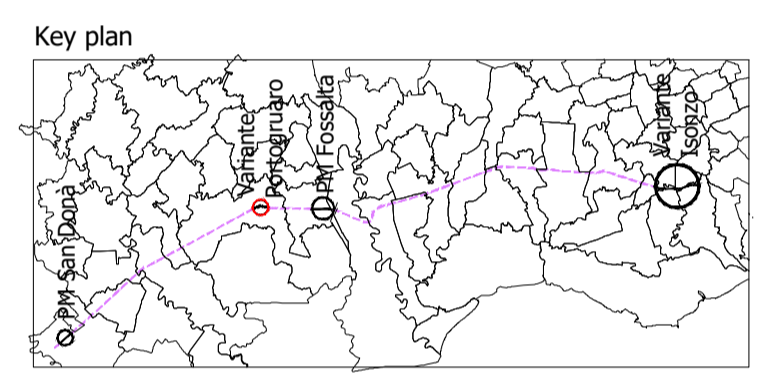 Key plan
PM San Donà
Variante
Portogruaro
PM Fossalta
Variante
Isonzo